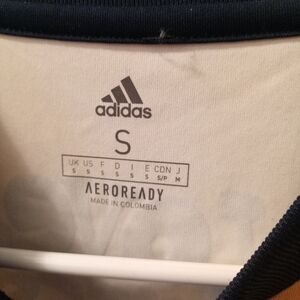 adidas
S
UK US F D I E CDN J
S S S S S S S/P M
AEROREADY
MADE IN COLOMBIA